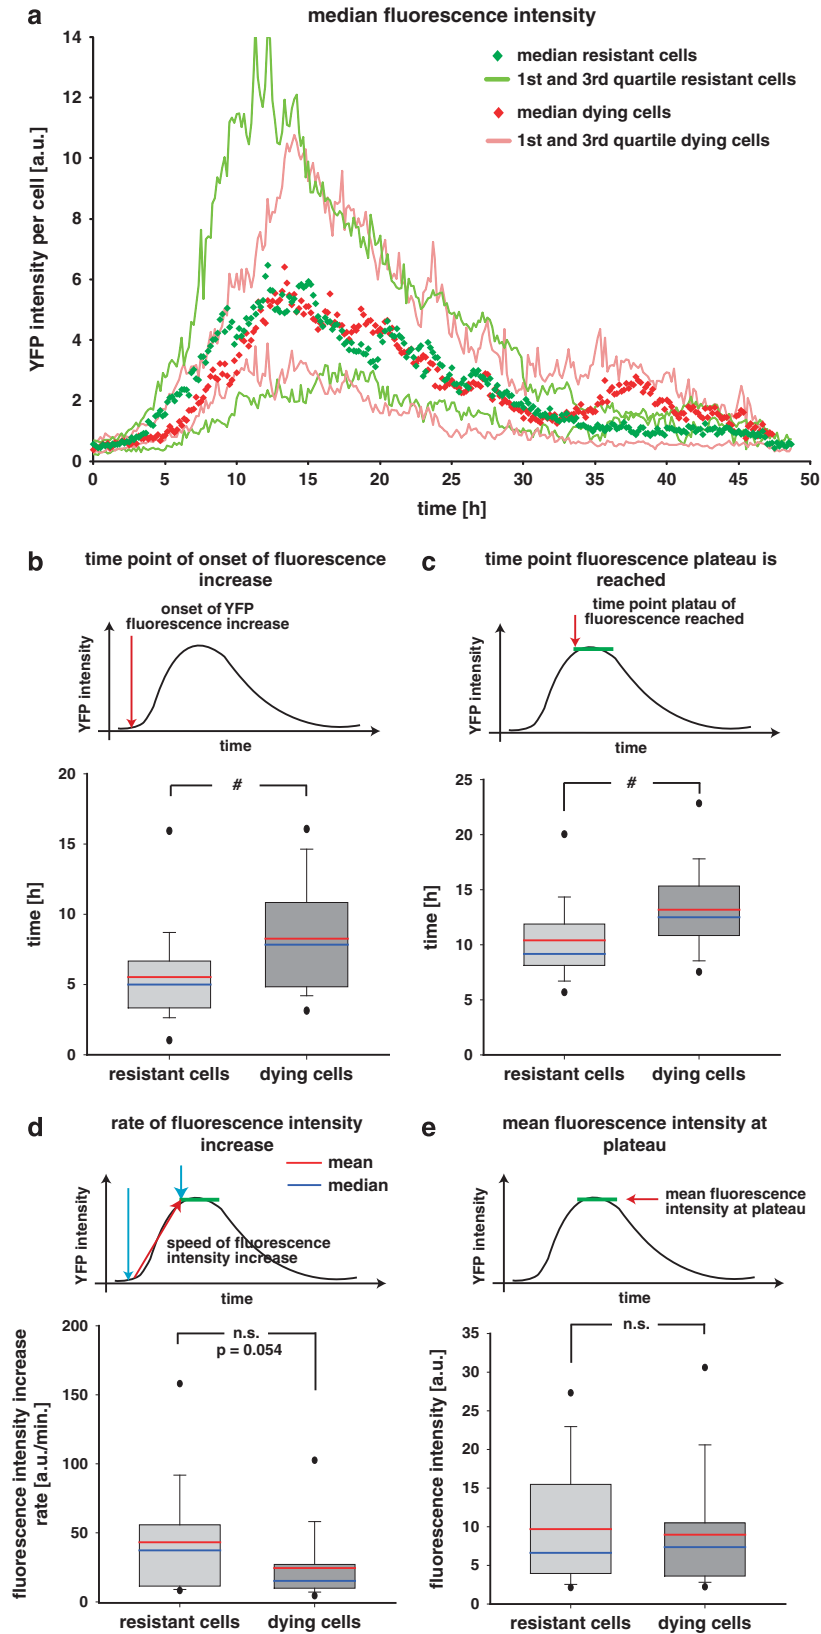 a
median fluorescence intensity
YFP intensity per cell [a.u.]
14
12
10
8
6
4
2
0
median resistant cells
1st and 3rd quartile resistant cells
median dying cells
1st and 3rd quartile dying cells
0 5 10 15 20 25 30 35 40 45 50
time [h]
b
time point of onset of fluorescence
increase
onset of YFP
fluorescence increase
YFP intensity
time
time [h]
20
15
10
5
0
#
resistant cells dying cells
c
time point fluorescence plateau is
reached
time point platau of
fluorescence reached
YFP intensity
time
time [h]
25
20
15
10
5
0
#
resistant cells dying cells
d
rate of fluorescence intensity
increase
mean
median
YFP intensity
speed of fluorescence
intensity increase
time
fluorescence intensity increase
rate [a.u./min.]
200
150
100
50
0
n.s.
p = 0.054
resistant cells dying cells
e
mean fluorescence intensity at
plateau
mean fluorescence
intensity at plateau
YFP intensity
time
fluorescence intensity [a.u.]
35
30
25
20
15
10
5
0
n.s.
resistant cells dying cells